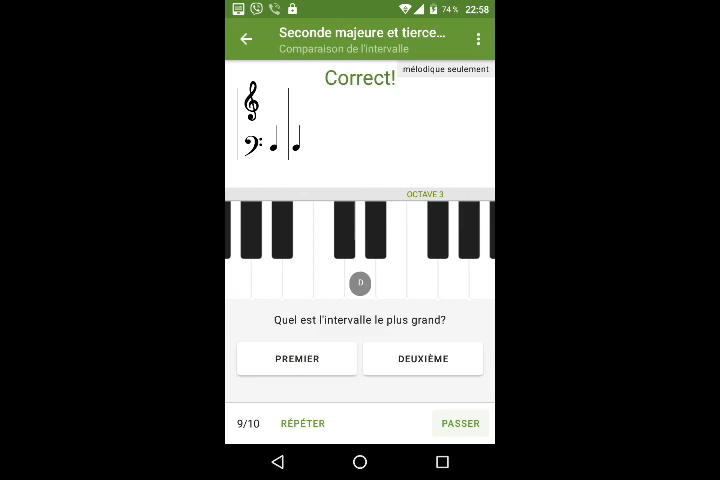 74 % 22:58
Seconde majeure et tierce...
Comparaison de l'intervalle
mélodique seulement
Correct!
OCTAVE 3
D
Quel est l'intervalle le plus grand?
PREMIER DEUXIÈME
9/10 RÉPÉTER PASSER